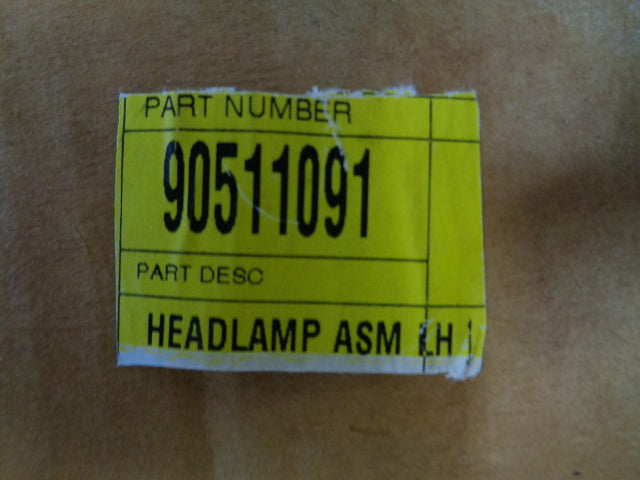 PART NUMBER
90511091
PART DESC
HEADLAMP ASM LH